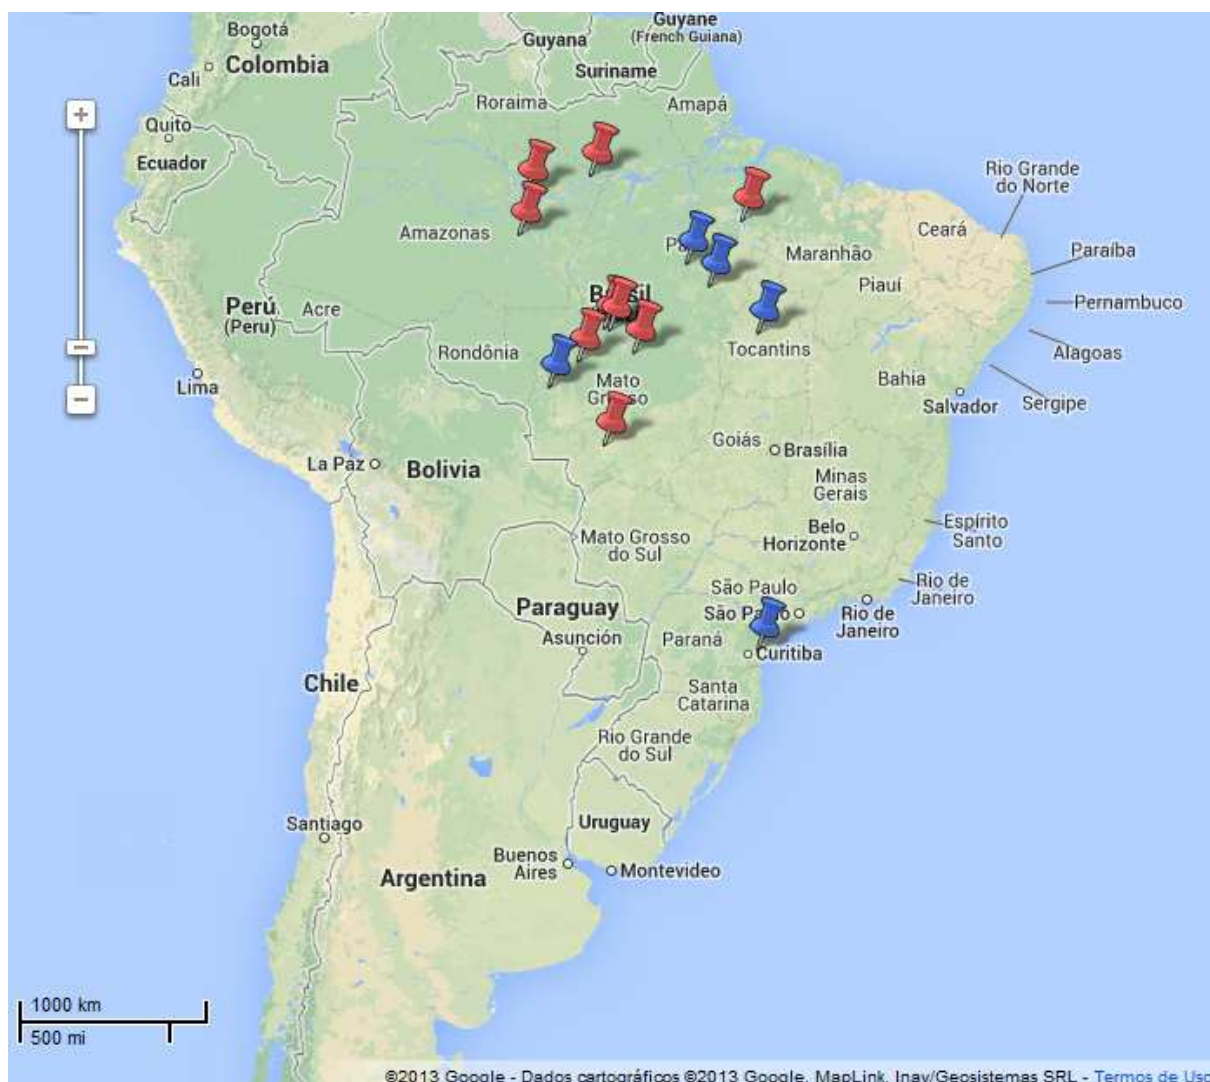 Bogotá
Colombia
Cali
Quito
Ecuador
Guyana
Guyane
(French Guiana)
Suriname
Roraima
Amapá
Rio Grande
do Norte
Amazonas
Ceará
Maranhão
Paraíba
Piauí
Pernambuco
Perú
(Peru)
Acre
Brasil
Rondônia
Tocantins
Alagoas
Lima
Mato
Grosso
Bahia
Salvador
Sergipe
La Paz
Bolivia
Goiás
Brasília
Minas
Gerais
Mato Grosso
do Sul
Belo
Horizonte
Espírito
Santo
São Paulo
Rio de
Janeiro
Paraguay
São Paulo
Rio de
Janeiro
Asunción
Paraná
Curitiba
Chile
Santa
Catarina
Rio Grande
do Sul
Santiago
Uruguay
Buenos
Aires
Montevideo
Argentina
1000 km
500 mi
©2013 Google - Dados cartográficos ©2013 Google, MapLink, Inav/Geosistemas SRL - Termos de Uso